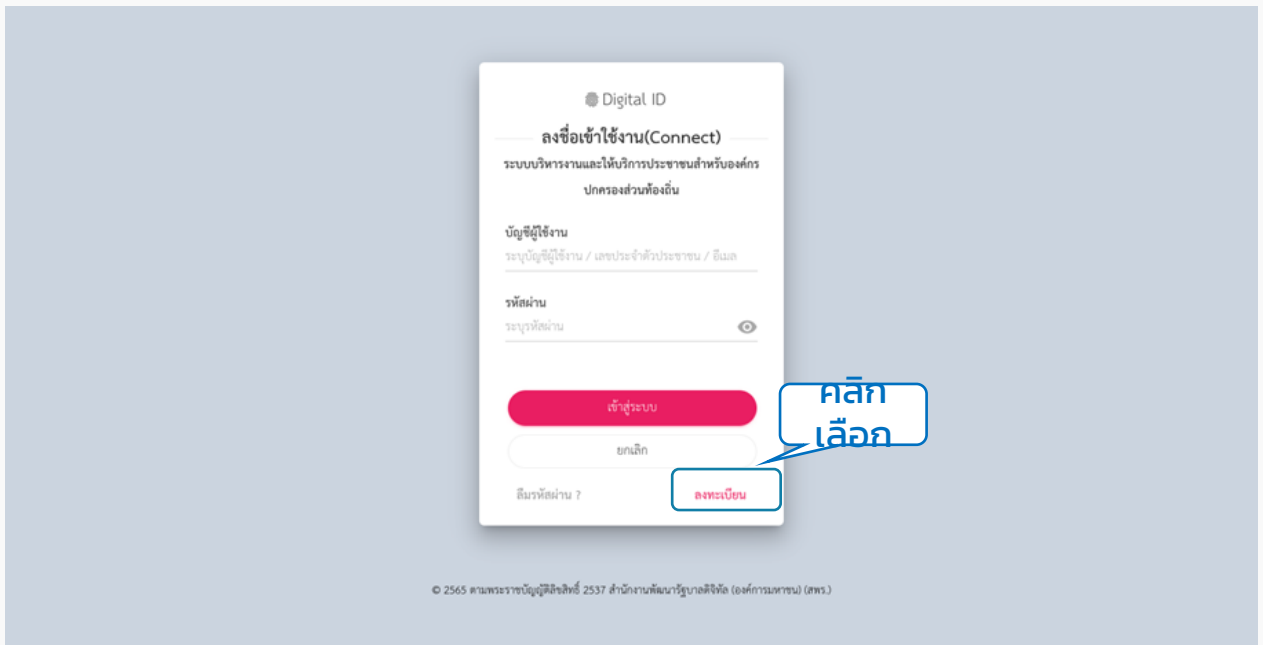 Digital ID
ลงชื่อเข้าใช้งาน(Connect)
ระบบบริหารงานและให้บริการประชาชนสำหรับองค์กร
ปกครองส่วนท้องถิ่น
บัญชีผู้ใช้งาน
ระบุบัญชีผู้ใช้งาน / เลขประจำตัวประชาชน / อีเมล
รหัสผ่าน
ระบุรหัสผ่าน
เข้าสู่ระบบ
คลิก
เลือก
ยกเลิก
ลืมรหัสผ่าน ?
ลงทะเบียน
© 2565 ตามพระราชบัญญัติลิขสิทธิ์ 2537 สำนักงานพัฒนารัฐบาลดิจิทัล (องค์การมหาชน) (สพร.)